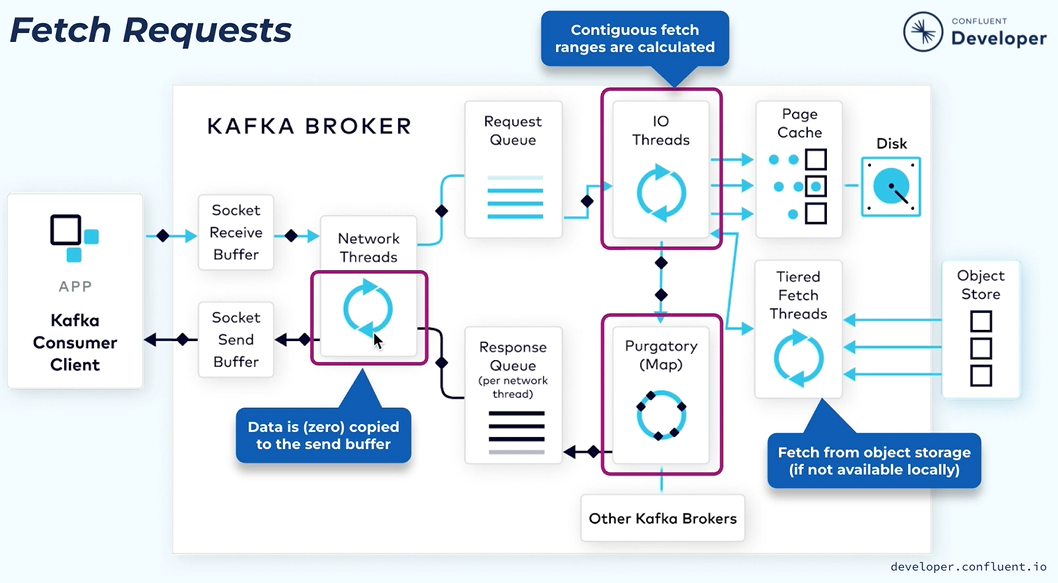 Fetch Requests
Contiguous fetch
ranges are calculated
CONFLUENT
Developer
KAFKA BROKER
Request
Queue
IO
Threads
Page
Cache
Disk
Socket
Receive
Buffer
Network
Threads
APP
Kafka
Consumer
Client
Socket
Send
Buffer
Response
Queue
(per network
thread)
Purgatory
(Map)
Tiered
Fetch
Threads
Object
Store
Data is (zero) copied
to the send buffer
Fetch from object storage
(if not available locally)
Other Kafka Brokers
developer.confluent.io